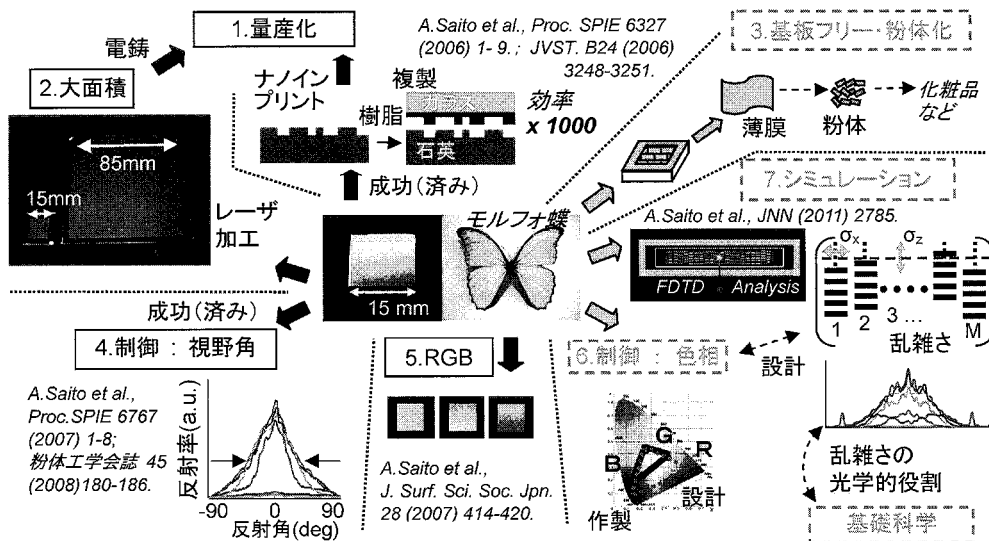 1.量産化
電鋳
2.大面積
85mm
15mm
レーザ
加工
ナノイン
プリント
複製
ガラス
樹脂
石英
効率
x 1000
成功(済み)
A.Saito et al., Proc. SPIE 6327
(2006) 1- 9. ; JVST. B24 (2006)
3248-3251.
3.基板フリー・粉体化
薄膜
粉体
化粧品
など
モルフォ蝶
15 mm
7.シミュレーション
A.Saito et al., JNN (2011) 2785.
FDTD Analysis
σx
σz
1 2 3 ... M
乱雑さ
成功(済み)
4.制御 : 視野角
A.Saito et al.,
Proc.SPIE 6767
(2007) 1-8;
粉体工学会誌 45
(2008)180-186.
反射率(a.u.)
-90 0 90
反射角(deg)
5.RGB
A.Saito et al.,
J. Surf. Sci. Soc. Jpn.
28 (2007) 414-420.
6.制御 : 色相
設計
B
G
R
設計
作製
乱雑さの
光学的役割
基礎科学